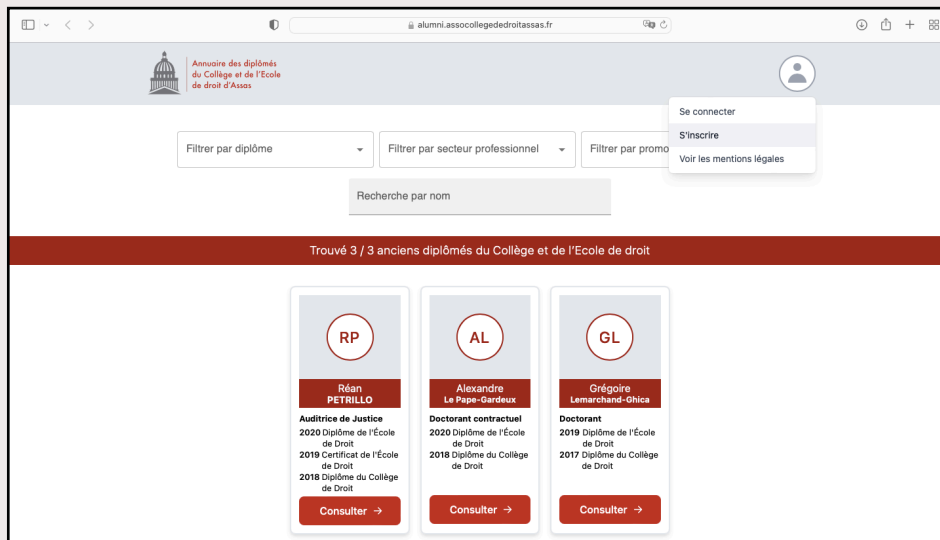 alumni.assocollegededroitassas.fr
Annuaire des diplômés
du Collège et de l'Ecole
de droit d'Assas
Se connecter
S'inscrire
Voir les mentions légales
Filtrer par diplôme
Filtrer par secteur professionnel
Filtrer par promo
Recherche par nom
Trouvé 3 / 3 anciens diplômés du Collège et de l'Ecole de droit
RP
Réan
PETRILLO
Auditrice de Justice
2020 Diplôme de l'École
de Droit
2019 Certificat de l'École
de Droit
2018 Diplôme du Collège
de Droit
Consulter →
AL
Alexandre
Le Pape-Gardeux
Doctorant contractuel
2020 Diplôme de l'École
de Droit
2018 Diplôme du Collège
de Droit
Consulter →
GL
Grégoire
Lemarchand-Ghica
Doctorant
2019 Diplôme de l'École
de Droit
2017 Diplôme du Collège
de Droit
Consulter →